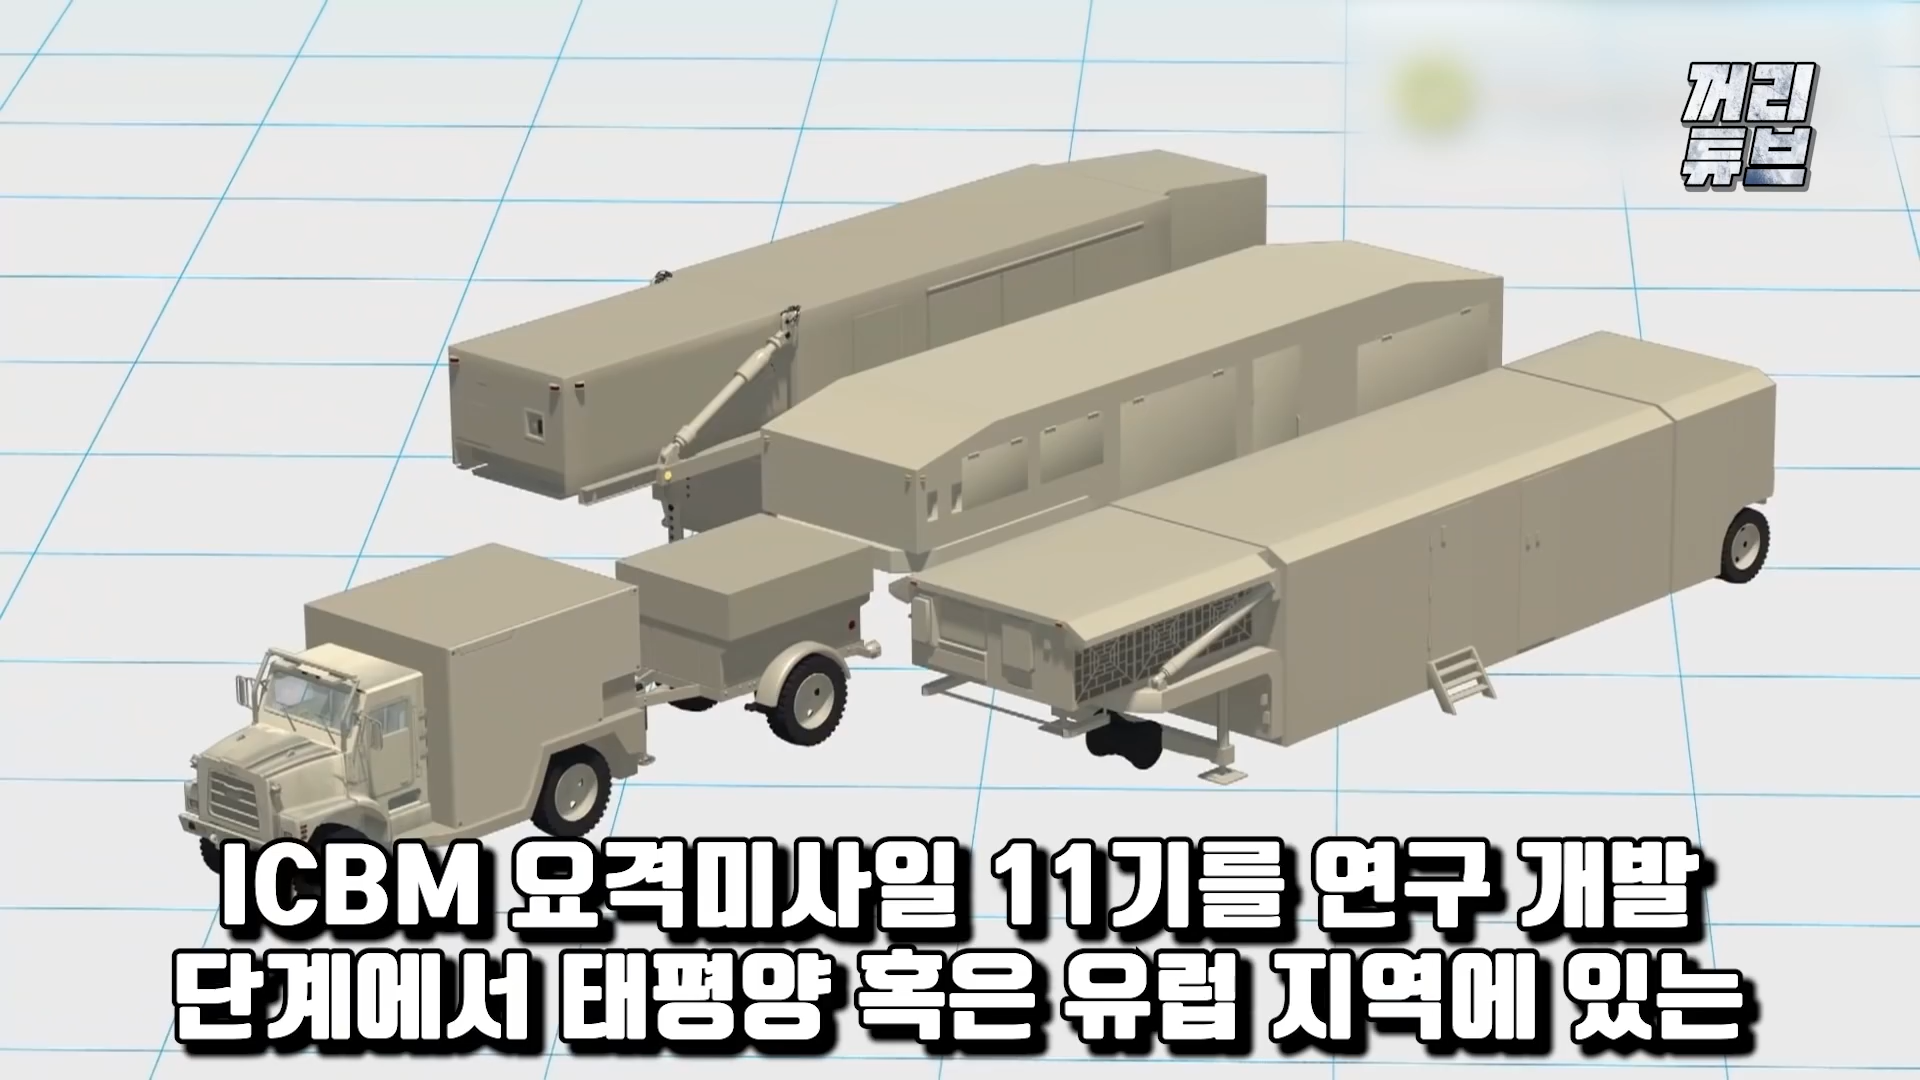 꺼리
튜브
ICBM 요격미사일 11기를 연구 개발
단계에서 태평양 혹은 유럽 지역에 있는